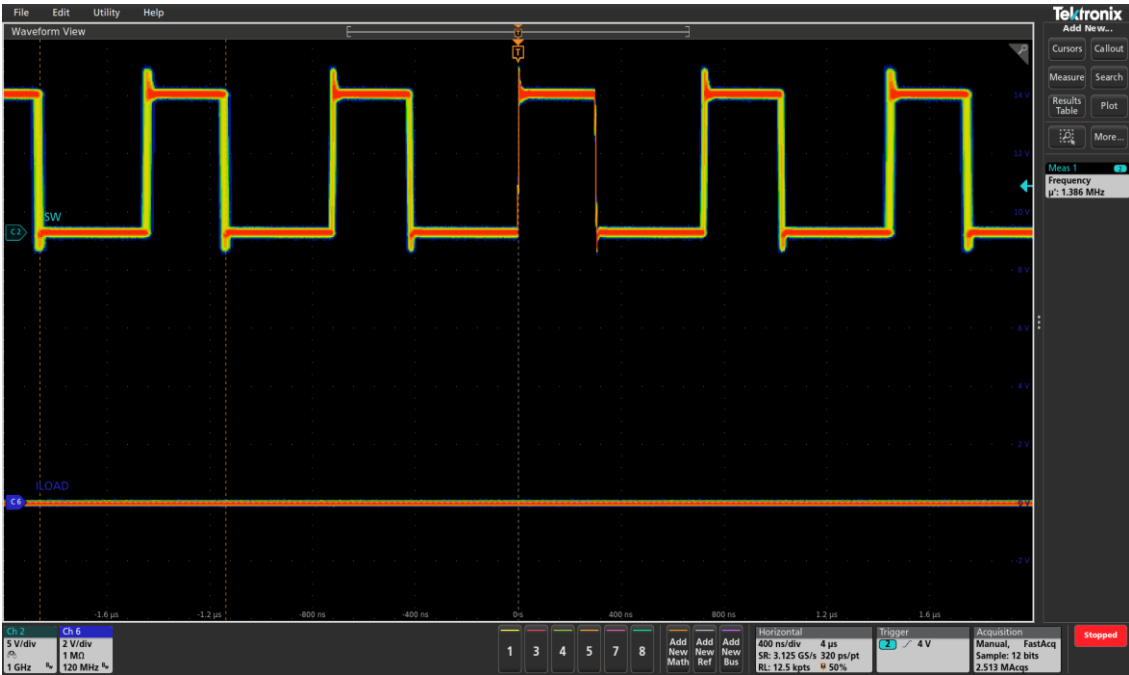 File Edit Utility Help
Tektronix
Waveform View
Add New...
T
T
Cursors Callout
Measure Search
Results Table Plot
More...
14 V
12 V
10 V
8 V
6 V
4 V
2 V
0 V
-2 V
Meas 1 2
Frequency
µ': 1.386 MHz
SW
C2
ILOAD
C6
-1.6 µs -1.2 µs -800 ns -400 ns 0 s 400 ns 800 ns 1.2 µs 1.6 µs
Ch 2
5 V/div
1 GHz Bw
Ch 6
2 V/div
1 MΩ
120 MHz Bw
1 3 4 5 7 8
Add New Math
Add New Ref
Add New Bus
Horizontal
400 ns/div 4 µs
SR: 3.125 GS/s 320 ps/pt
RL: 12.5 kpts 50%
Trigger
2 4 V
Acquisition
Manual, FastAcq
Sample: 12 bits
2.513 MAcqs
Stopped